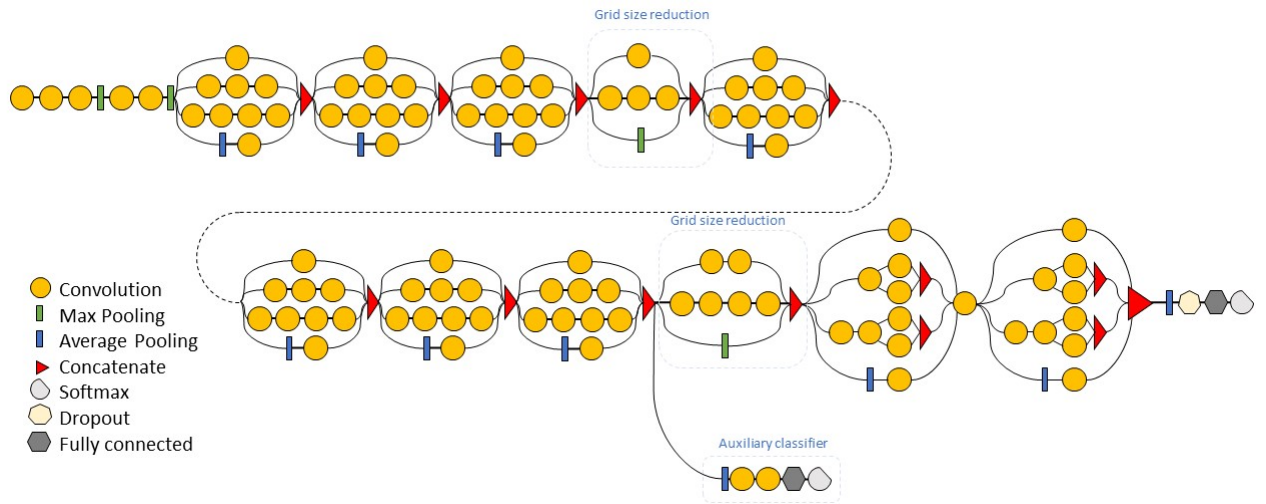 Grid size reduction
Grid size reduction
Convolution
Max Pooling
Average Pooling
Concatenate
Softmax
Dropout
Fully connected
Auxiliary classifier